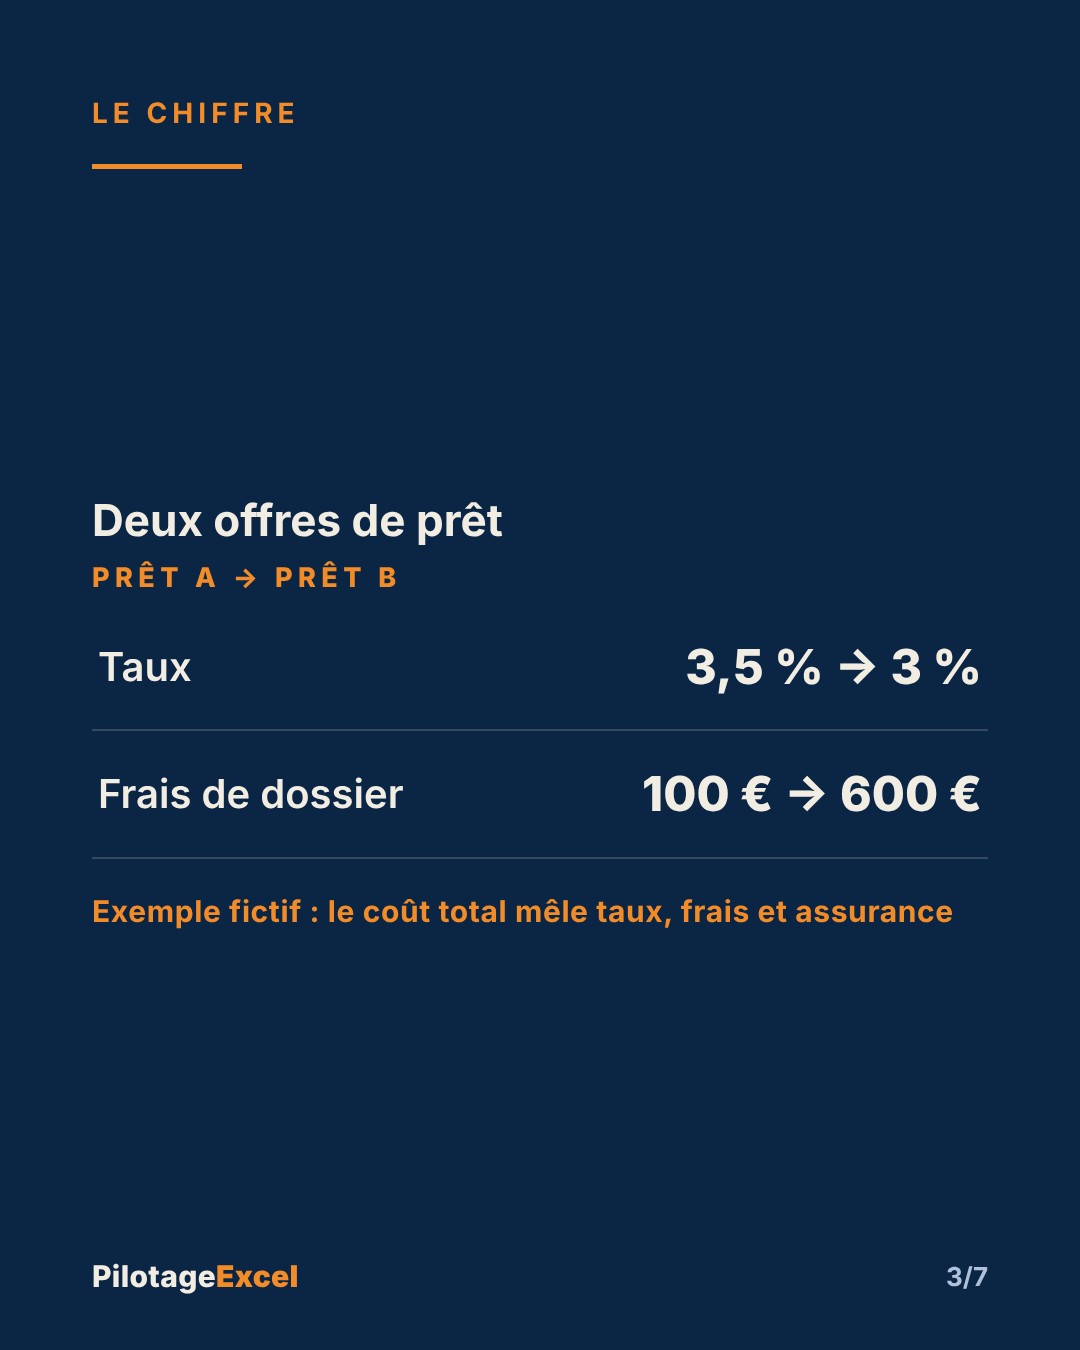 LE CHIFFRE
Deux offres de prêt
PRÊT A → PRÊT B
Taux 3,5 % → 3 %
Frais de dossier 100 € → 600 €
Exemple fictif : le coût total mêle taux, frais et assurance
PilotageExcel 3/7